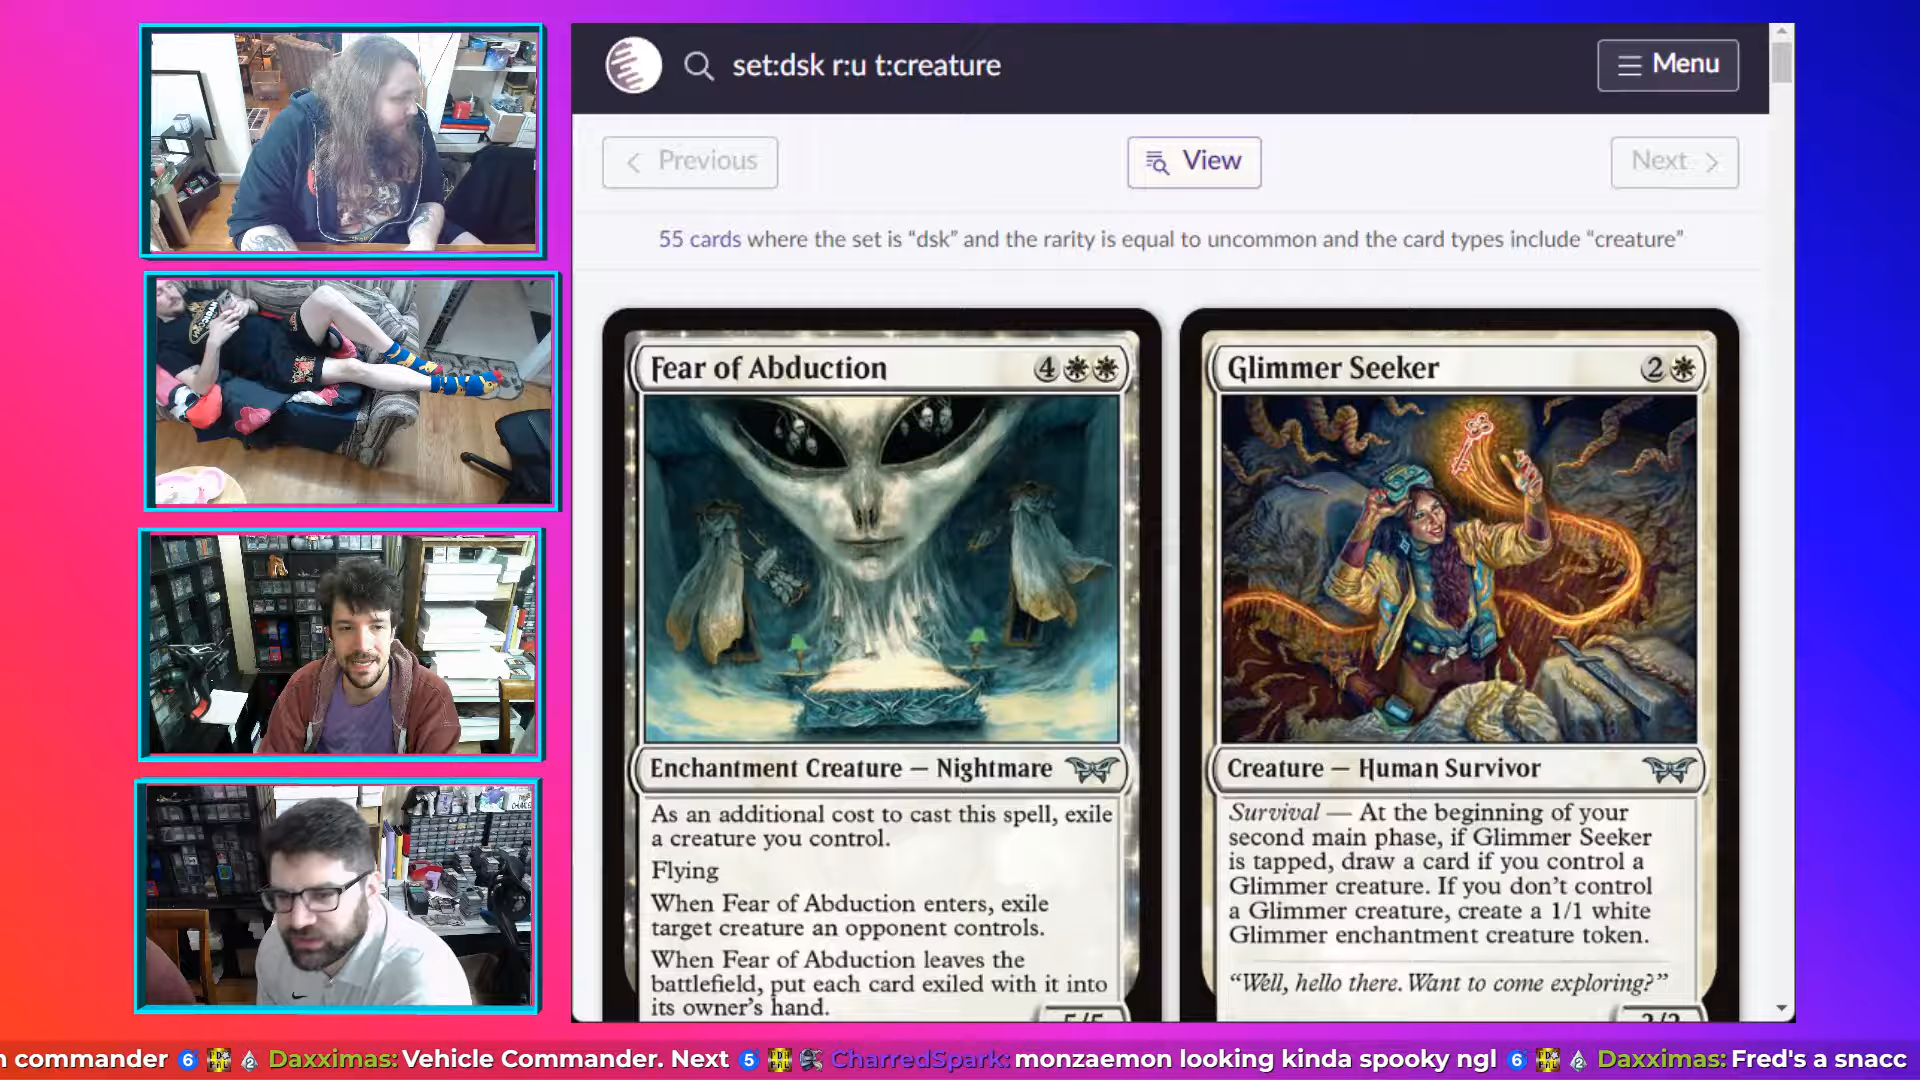 set:dsk r:u t:creature
Menu
Previous
View
Next
55 cards where the set is “dsk” and the rarity is equal to uncommon and the card types include “creature”
Fear of Abduction
4
Enchantment Creature — Nightmare
As an additional cost to cast this spell, exile
a creature you control.
Flying
When Fear of Abduction enters, exile
target creature an opponent controls.
When Fear of Abduction leaves the
battlefield, put each card exiled with it into
its owner’s hand.
5/5
Glimmer Seeker
2
Creature — Human Survivor
Survival — At the beginning of your
second main phase, if Glimmer Seeker
is tapped, draw a card if you control a
Glimmer creature. If you don’t control
a Glimmer creature, create a 1/1 white
Glimmer enchantment creature token.
“Well, hello there. Want to come exploring?”
commander 6 2 Daxximas: Vehicle Commander. Next 5 CharredSpark: monzaemon looking kinda spooky ngl 6 2 Daxximas: Fred's a snacc